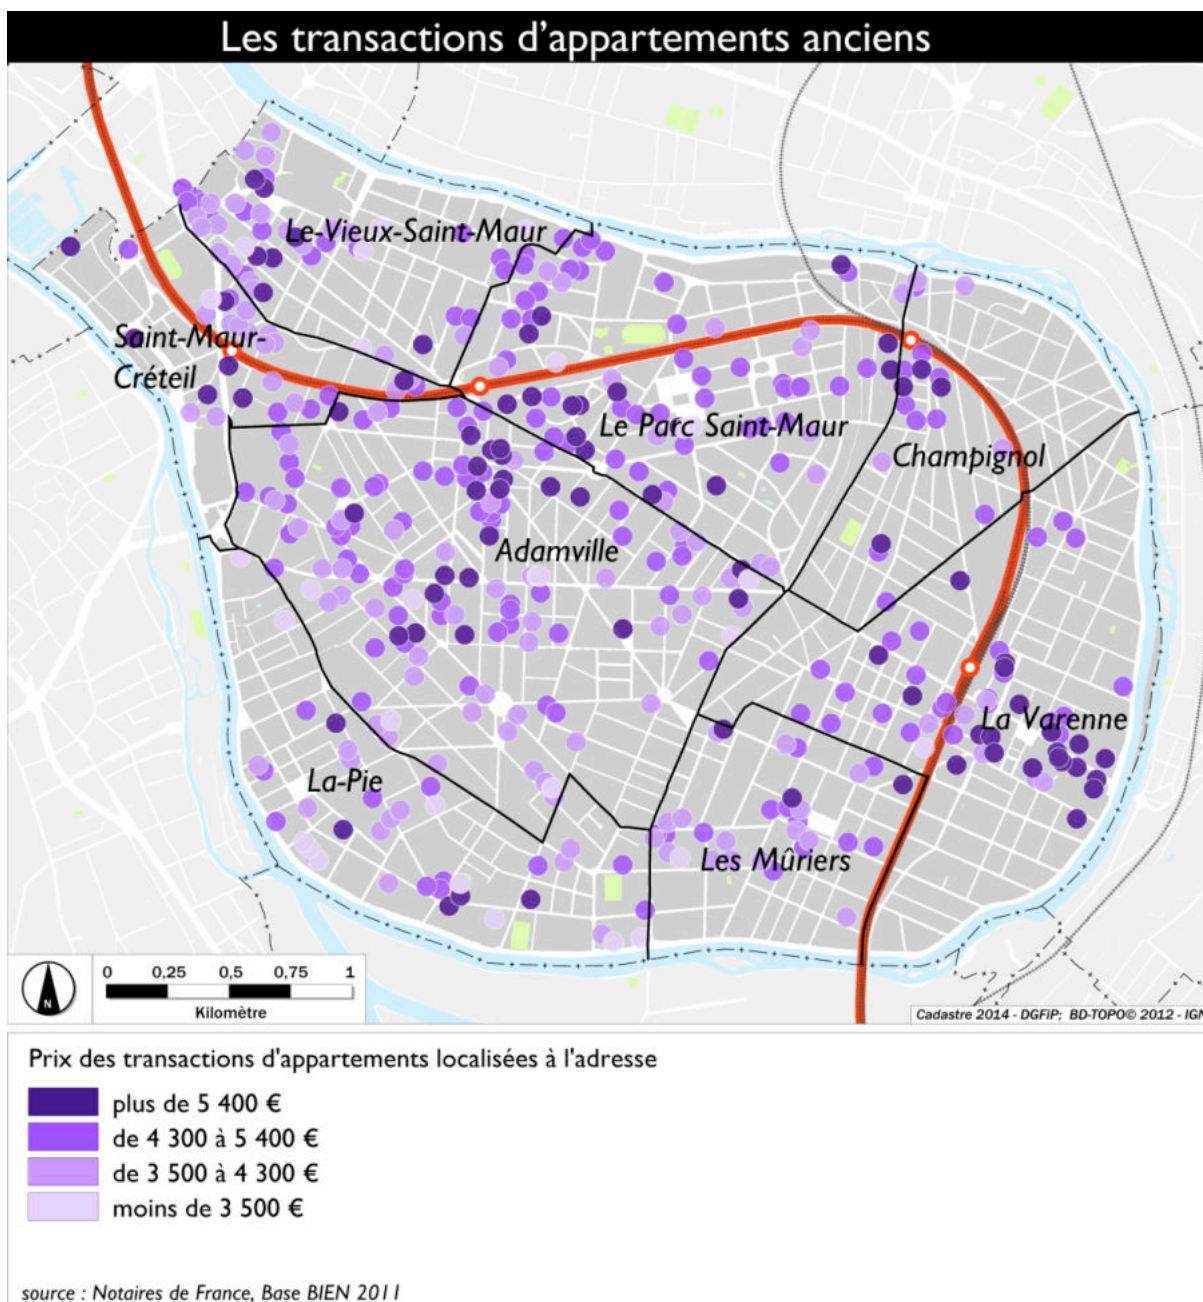 Les transactions d'appartements anciens
Le-Vieux-Saint-Maur
Saint-Maur-
Créteil
Le Parc Saint-Maur
Champignol
Adamville
La Varenne
La-Pie
Les Mûriers
N
0 0,25 0,5 0,75 1
Kilomètre
Cadastre 2014 - DGFiP; BD-TOPO© 2012 - IGN
Prix des transactions d'appartements localisées à l'adresse
plus de 5 400 €
de 4 300 à 5 400 €
de 3 500 à 4 300 €
moins de 3 500 €
source : Notaires de France, Base BIEN 2011